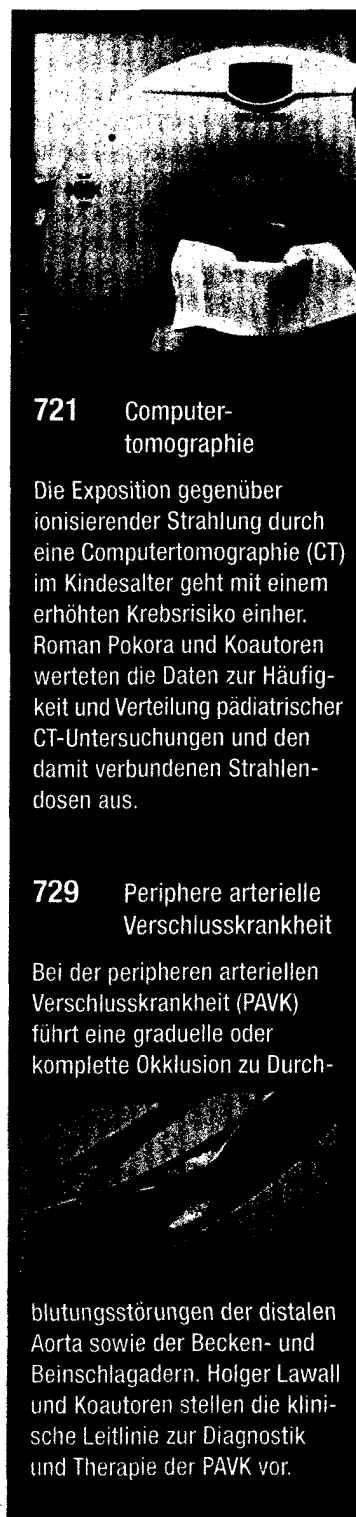 721 Computer-
tomographie
Die Exposition gegenüber
ionisierender Strahlung durch
eine Computertomographie (CT)
im Kindesalter geht mit einem
erhöhten Krebsrisiko einher.
Roman Pokora und Koautoren
werteten die Daten zur Häufig-
keit und Verteilung pädiatrischer
CT-Untersuchungen und den
damit verbundenen Strahlen-
dosen aus.
729 Periphere arterielle
Verschlusskrankheit
Bei der peripheren arteriellen
Verschlusskrankheit (PAVK)
führt eine graduelle oder
komplette Okklusion zu Durch-
blutungsstörungen der distalen
Aorta sowie der Becken- und
Beinschlagadern. Holger Lawall
und Koautoren stellen die klini-
sche Leitlinie zur Diagnostik
und Therapie der PAVK vor.